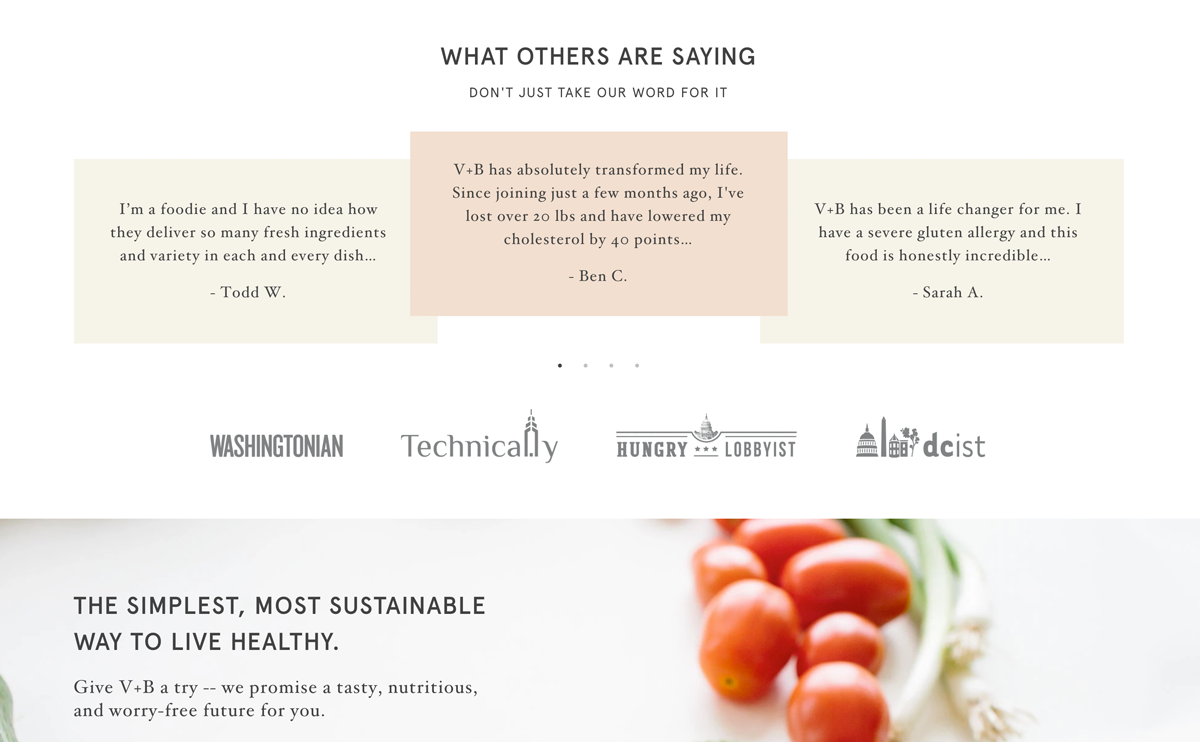 WHAT OTHERS ARE SAYING
DON'T JUST TAKE OUR WORD FOR IT
I’m a foodie and I have no idea how
they deliver so many fresh ingredients
and variety in each and every dish...
- Todd W.
V+B has absolutely transformed my life.
Since joining just a few months ago, I've
lost over 20 lbs and have lowered my
cholesterol by 40 points...
- Ben C.
V+B has been a life changer for me. I
have a severe gluten allergy and this
food is honestly incredible...
- Sarah A.
WASHINGTONIAN
Technically
HUNGRY LOBBYIST
dcist
THE SIMPLEST, MOST SUSTAINABLE
WAY TO LIVE HEALTHY.
Give V+B a try -- we promise a tasty, nutritious,
and worry-free future for you.